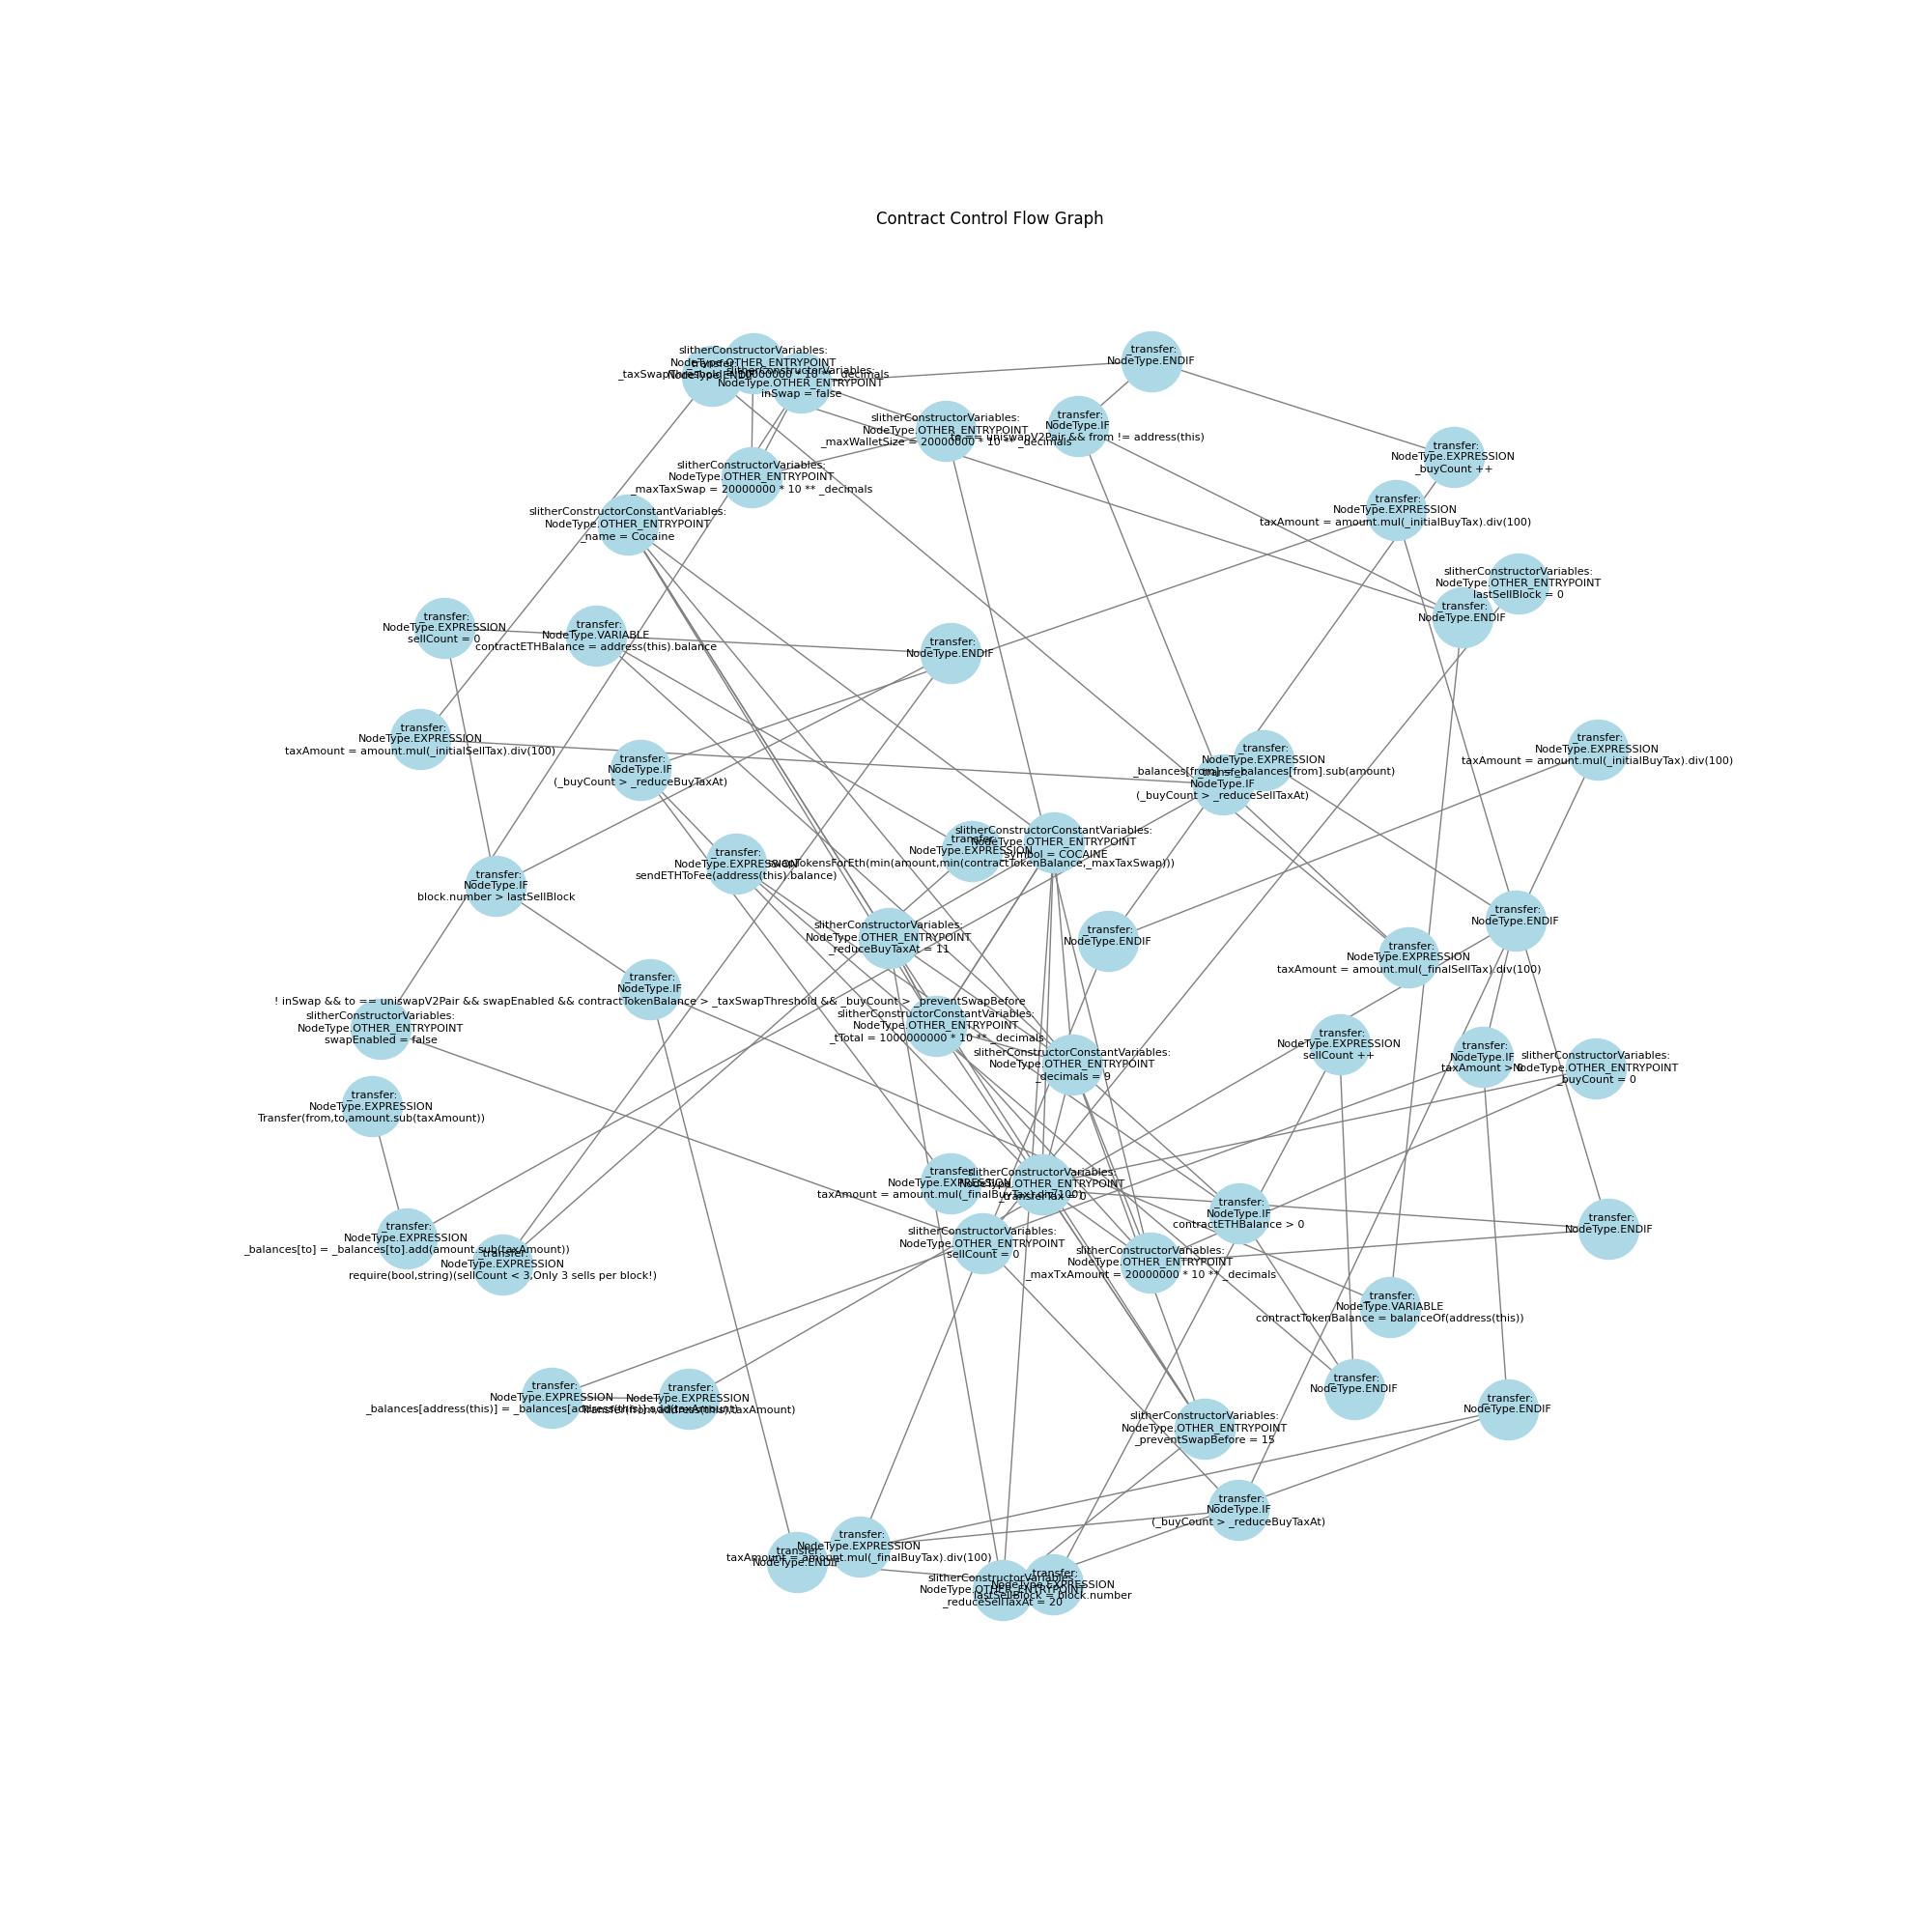 Contract Control Flow Graph
slitherConstructorVariables:
NodeType.OTHER_ENTRYPOINT
_transfer:
NodeType.ENDIF
slitherConstructorVariables:
NodeType.OTHER_ENTRYPOINT
inSwap = false
_transfer:
NodeType.ENDIF
slitherConstructorVariables:
NodeType.OTHER_ENTRYPOINT
_maxWalletSize = 20000000 * 10 ** _decimals
_transfer:
NodeType.IF
to == uniswapV2Pair && from != address(this)
_transfer:
NodeType.EXPRESSION
_buyCount ++
slitherConstructorVariables:
NodeType.OTHER_ENTRYPOINT
_maxTaxSwap = 20000000 * 10 ** _decimals
_transfer:
NodeType.EXPRESSION
taxAmount = amount.mul(_initialBuyTax).div(100)
slitherConstructorConstantVariables:
NodeType.OTHER_ENTRYPOINT
_name = Cocaine
slitherConstructorVariables:
NodeType.OTHER_ENTRYPOINT
lastSellBlock = 0
_transfer:
NodeType.ENDIF
_transfer:
NodeType.EXPRESSION
sellCount = 0
_transfer:
NodeType.VARIABLE
contractETHBalance = address(this).balance
_transfer:
NodeType.ENDIF
_transfer:
NodeType.EXPRESSION
taxAmount = amount.mul(_initialSellTax).div(100)
_transfer:
NodeType.IF
(_buyCount > _reduceBuyTaxAt)
_transfer:
NodeType.EXPRESSION
_balances[from] = _balances[from].sub(amount)
_transfer:
NodeType.IF
(_buyCount > _reduceSellTaxAt)
_transfer:
NodeType.EXPRESSION
taxAmount = amount.mul(_initialBuyTax).div(100)
_transfer:
NodeType.EXPRESSION
sendETHToFee(address(this).balance)
_transfer:
NodeType.EXPRESSION
swapTokensForEth(min(amount,min(contractTokenBalance,_maxTaxSwap)))
slitherConstructorConstantVariables:
NodeType.OTHER_ENTRYPOINT
_symbol = COCAINE
_transfer:
NodeType.IF
block.number > lastSellBlock
slitherConstructorVariables:
NodeType.OTHER_ENTRYPOINT
_reduceBuyTaxAt = 11
_transfer:
NodeType.ENDIF
_transfer:
NodeType.ENDIF
_transfer:
NodeType.EXPRESSION
taxAmount = amount.mul(_finalSellTax).div(100)
_transfer:
NodeType.IF
! inSwap && to == uniswapV2Pair && swapEnabled && contractTokenBalance > _taxSwapThreshold && _buyCount > _preventSwapBefore
slitherConstructorVariables:
NodeType.OTHER_ENTRYPOINT
swapEnabled = false
slitherConstructorConstantVariables:
NodeType.OTHER_ENTRYPOINT
_tTotal = 1000000000 * 10 ** _decimals
slitherConstructorConstantVariables:
NodeType.OTHER_ENTRYPOINT
_decimals = 9
_transfer:
NodeType.EXPRESSION
sellCount ++
_transfer:
NodeType.IF
taxAmount > 0
slitherConstructorVariables:
NodeType.OTHER_ENTRYPOINT
_buyCount = 0
_transfer:
NodeType.EXPRESSION
Transfer(from,to,amount.sub(taxAmount))
_transfer:
NodeType.EXPRESSION
taxAmount = amount.mul(_finalBuyTax).div(100)
slitherConstructorVariables:
NodeType.OTHER_ENTRYPOINT
_transferTax = 0
_transfer:
NodeType.IF
contractETHBalance > 0
_transfer:
NodeType.ENDIF
_transfer:
NodeType.EXPRESSION
_balances[to] = _balances[to].add(amount.sub(taxAmount))
slitherConstructorVariables:
NodeType.OTHER_ENTRYPOINT
sellCount = 0
_transfer:
NodeType.EXPRESSION
require(bool,string)(sellCount < 3,Only 3 sells per block!)
slitherConstructorVariables:
NodeType.OTHER_ENTRYPOINT
_maxTxAmount = 20000000 * 10 ** _decimals
_transfer:
NodeType.VARIABLE
contractTokenBalance = balanceOf(address(this))
_transfer:
NodeType.ENDIF
_transfer:
NodeType.EXPRESSION
_balances[address(this)] = _balances[address(this)].add(taxAmount)
_transfer:
NodeType.EXPRESSION
Transfer(from,address(this),taxAmount)
_transfer:
NodeType.ENDIF
slitherConstructorVariables:
NodeType.OTHER_ENTRYPOINT
_preventSwapBefore = 15
_transfer:
NodeType.IF
(_buyCount > _reduceBuyTaxAt)
_transfer:
NodeType.EXPRESSION
taxAmount = amount.mul(_finalBuyTax).div(100)
_transfer:
NodeType.ENDIF
slitherConstructorVariables:
NodeType.OTHER_ENTRYPOINT
_reduceSellTaxAt = 20
_transfer:
NodeType.EXPRESSION
lastSellBlock = block.number